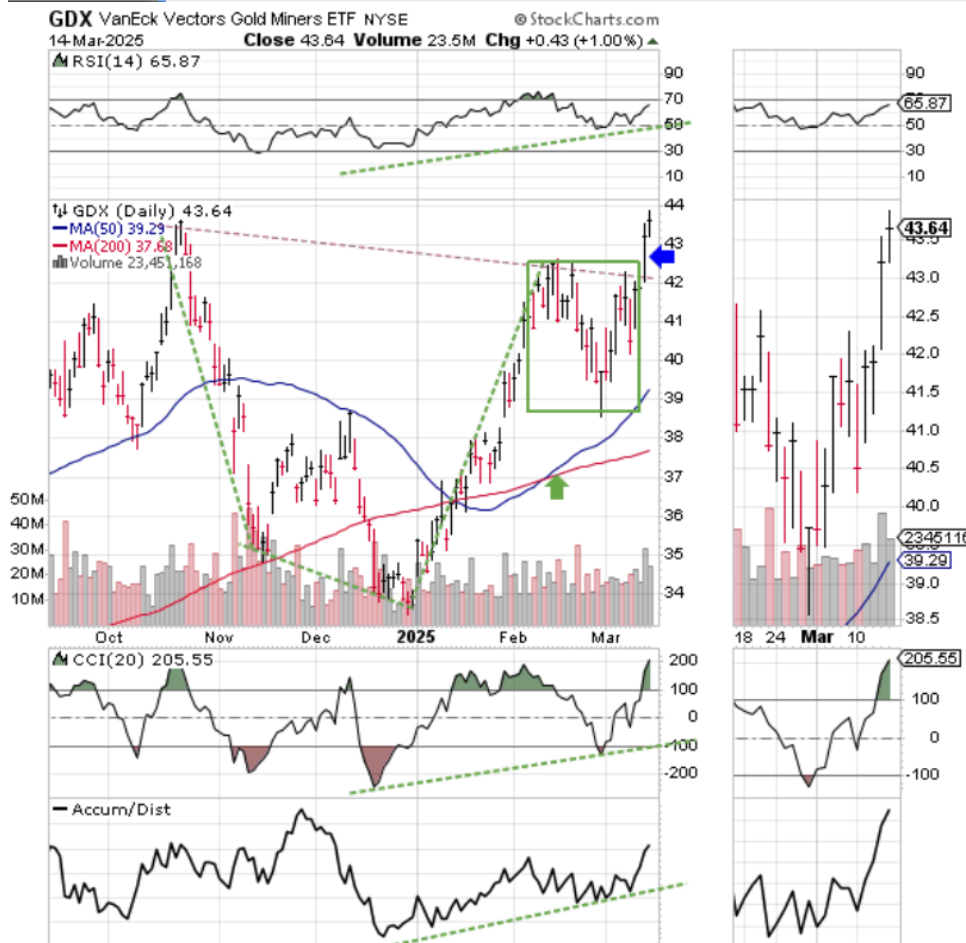 GDX VanEck Vectors Gold Miners ETF NYSE © StockCharts.com
14-Mar-2025 Close 43.64 Volume 23.5M Chg +0.43 (+1.00%)
RSI(14) 65.87
90
70
50
30
10
90
70
65.87
50
30
10
GDX (Daily) 43.64
MA(50) 39.29
MA(200) 37.68
Volume 23,451,168
44
43
42
41
40
39
38
37
36
35
34
50M
40M
30M
20M
10M
Oct Nov Dec 2025 Feb Mar
43.64
43.5
43.0
42.5
42.0
41.5
41.0
40.5
40.0
2345116
39.29
39.0
38.5
18 24 Mar 10
CCI(20) 205.55
200
100
0
-100
-200
205.55
100
0
-100
Accum/Dist